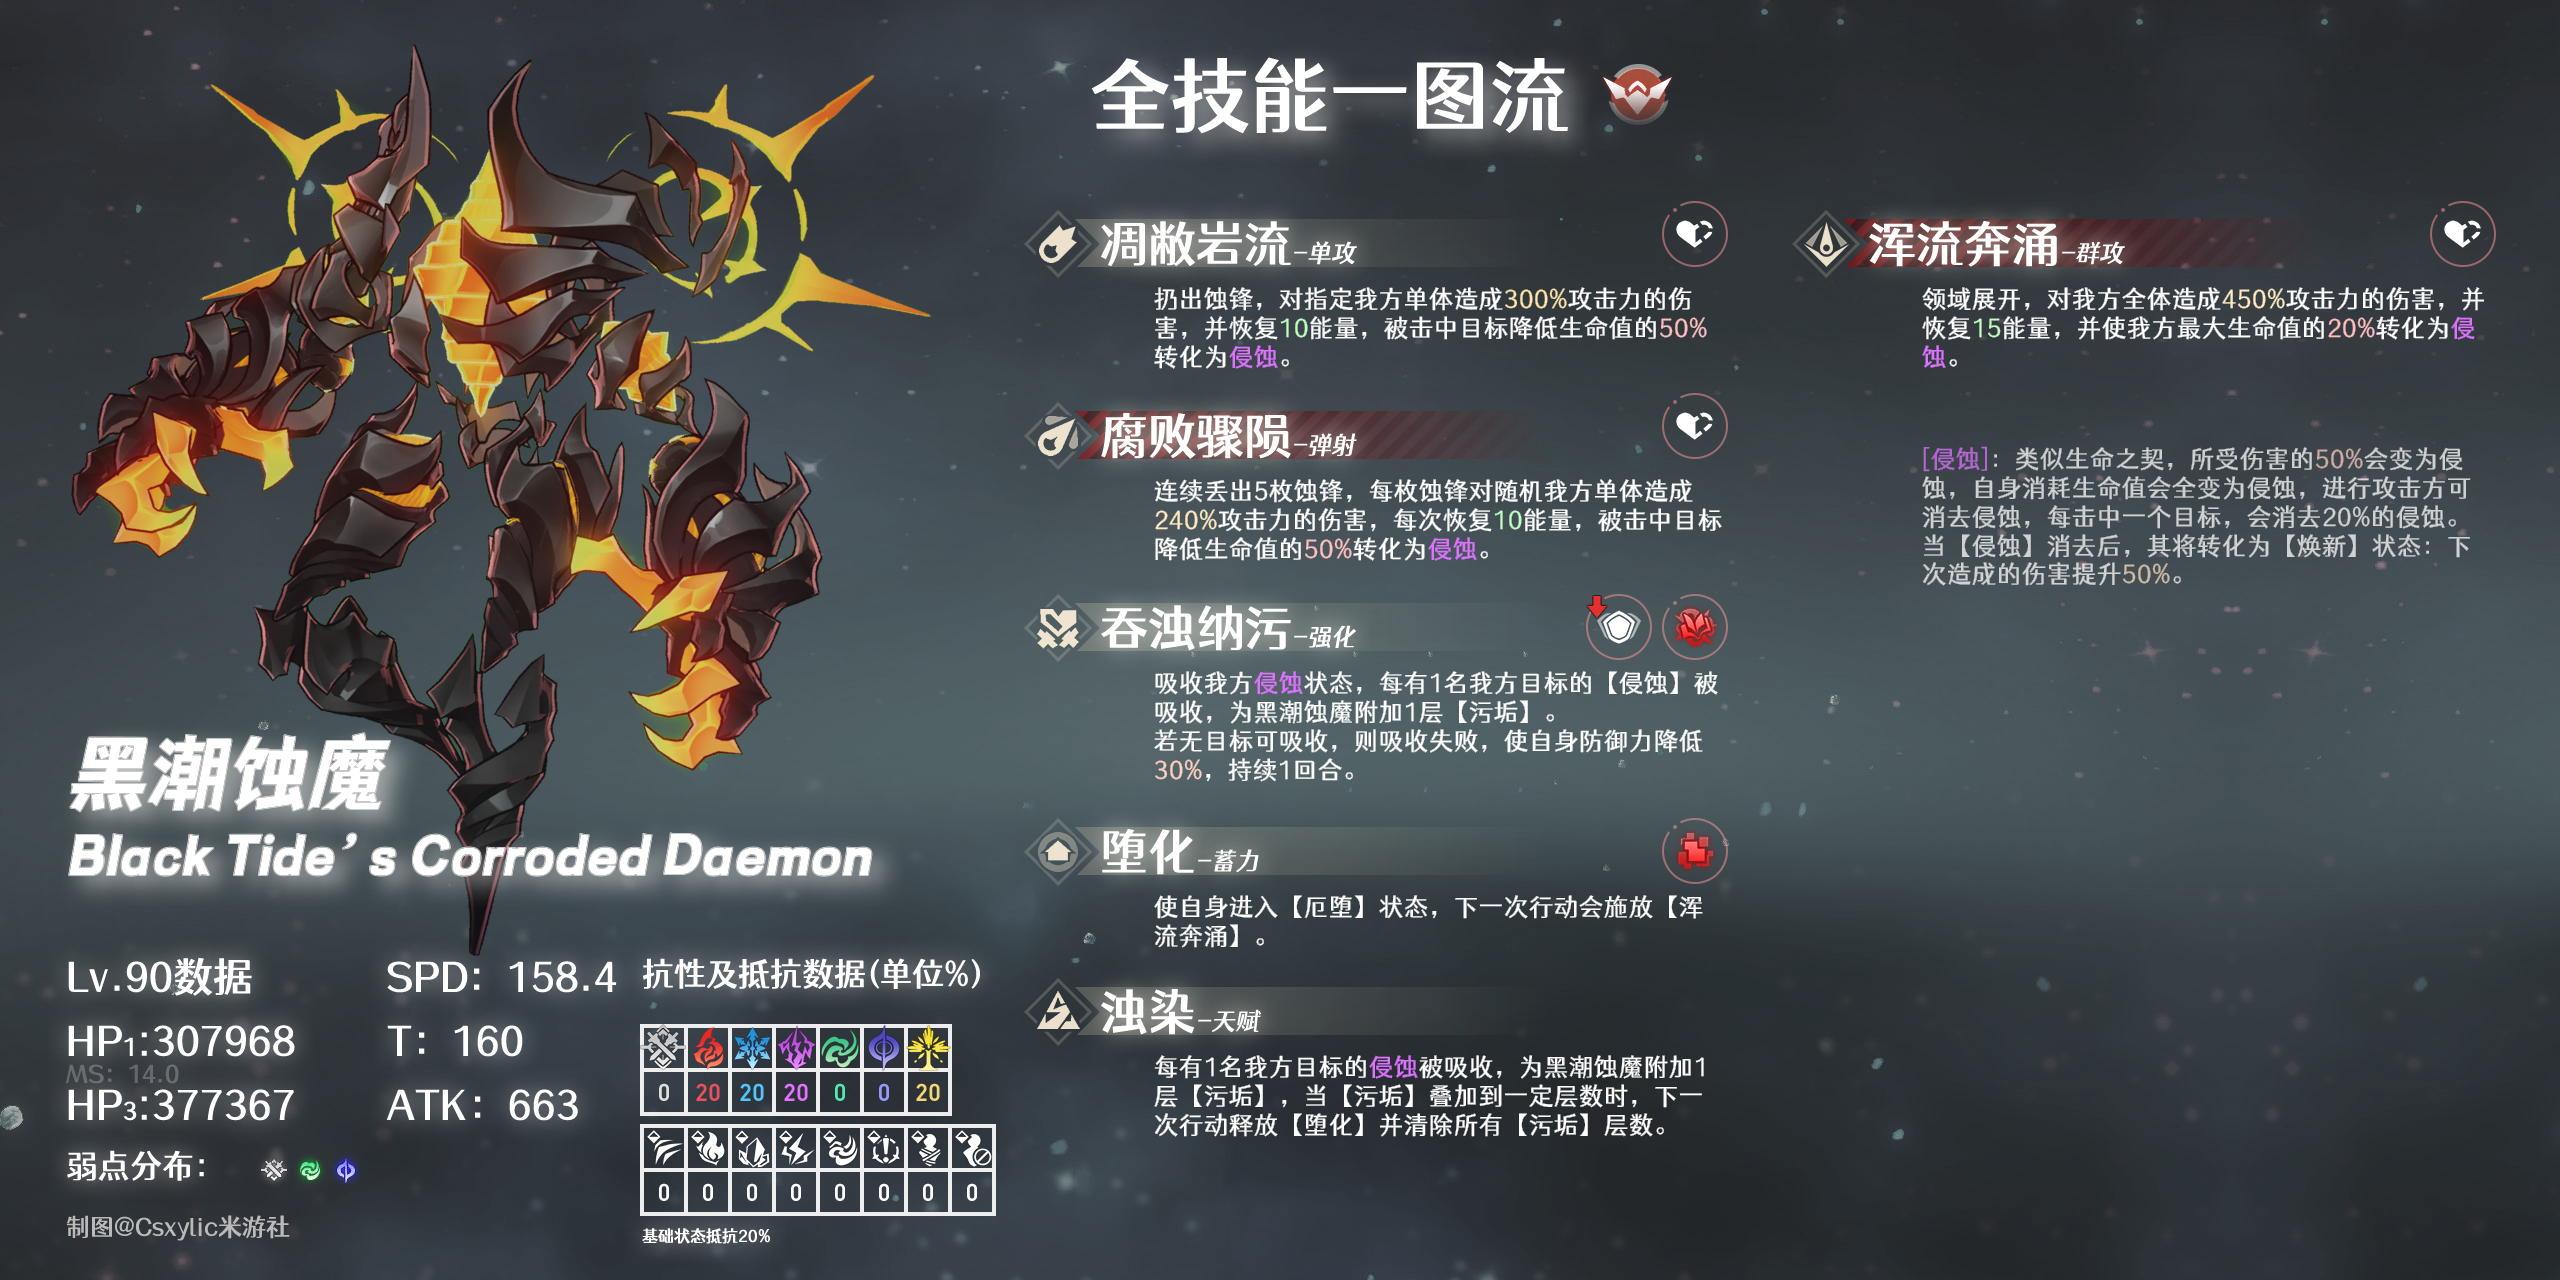 全技能一图流
凋敝岩流-单攻
扔出蚀锋，对指定我方单体造成300%攻击力的伤
害，并恢复10能量，被击中目标降低生命值的50%
转化为侵蚀。
腐败骤陨-弹射
连续丢出5枚蚀锋，每枚蚀锋对随机我方单体造成
240%攻击力的伤害，每次恢复10能量，被击中目标
降低生命值的50%转化为侵蚀。
吞浊纳污-强化
吸收我方侵蚀状态，每有1名我方目标的【侵蚀】被
吸收，为黑潮蚀魔附加1层【污垢】。
若无目标可吸收，则吸收失败，使自身防御力降低
30%，持续1回合。
堕化-蓄力
使自身进入【厄堕】状态，下一次行动会施放【浑
流奔涌】。
浊染-天赋
每有1名我方目标的侵蚀被吸收，为黑潮蚀魔附加1
层【污垢】，当【污垢】叠加到一定层数时，下一
次行动释放【堕化】并清除所有【污垢】层数。
浑流奔涌-群攻
领域展开，对我方全体造成450%攻击力的伤害，并
恢复15能量，并使我方最大生命值的20%转化为侵
蚀。
[侵蚀]：类似生命之契，所受伤害的50%会变为侵
蚀，自身消耗生命值会全变为侵蚀，进行攻击方可
消去侵蚀，每击中一个目标，会消去20%的侵蚀。
当【侵蚀】消去后，其将转化为【焕新】状态：下
次造成的伤害提升50%。
黑潮蚀魔
Black Tide's Corroded Daemon
Lv.90数据
SPD：158.4
HP1:307968
T：160
MS：14.0
HP3:377367
ATK：663
弱点分布：
制图@Csxylic米游社
抗性及抵抗数据(单位%)
0 20 20 20 0 0 20
0 0 0 0 0 0 0 0
基础状态抵抗20%